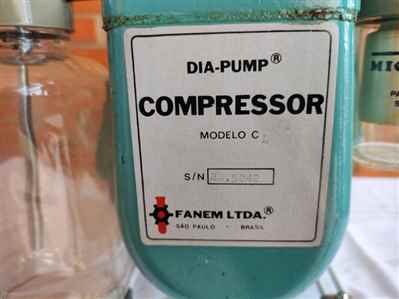 DIA-PUMP®
COMPRESSOR
MODELO C
S/N
FANEM LTDA.®
SÃO PAULO - BRASIL